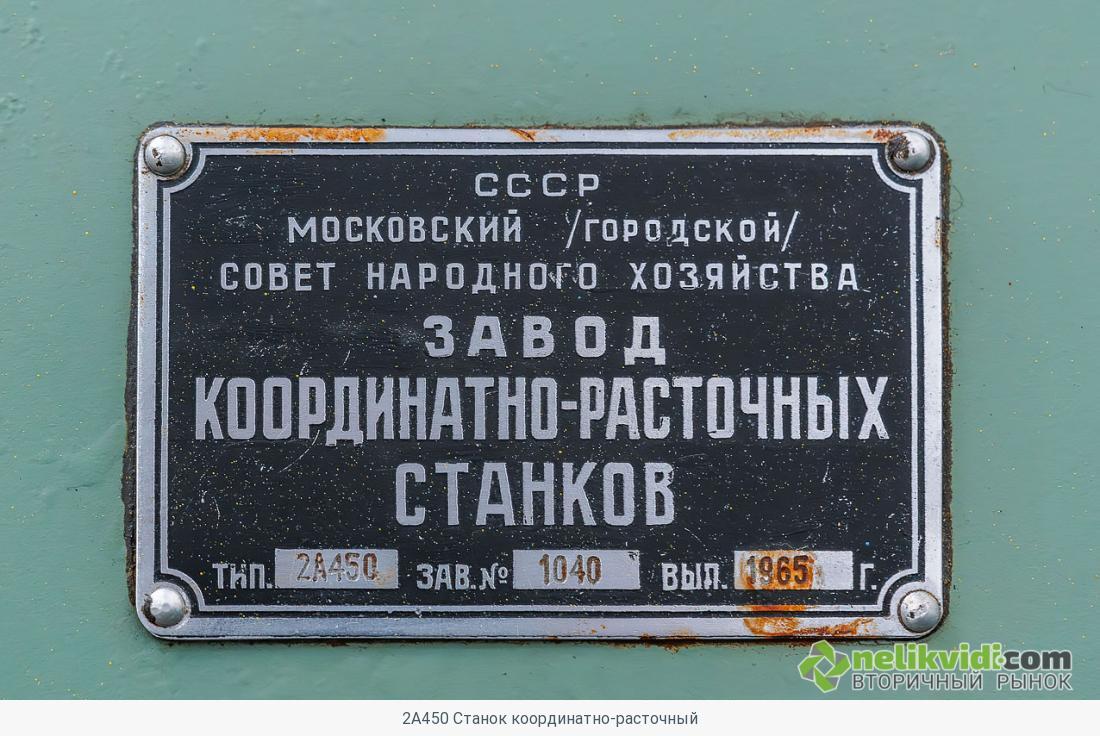 СССР
МОСКОВСКИЙ /ГОРОДСКОЙ/
СОВЕТ НАРОДНОГО ХОЗЯЙСТВА
ЗАВОД
КООРДИНАТНО-РАСТОЧНЫХ
СТАНКОВ
ТИП. 2А450 ЗАВ.№ 1040 ВЫП. 1965 Г.
nelikvidi.com
ВТОРИЧНЫЙ РЫНОК
2А450 Станок координатно-расточный